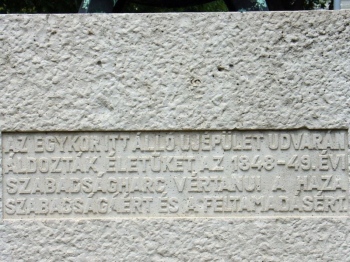 AZ EGYKOR ITT ÁLLÓ ÚJÉPÜLET UDVARÁN
ÁLDOZTÁK ÉLETÜKET AZ 1848-49. ÉVI
SZABADSÁGHARC VÉRTANÚI A HAZA
SZABADSÁGÁÉRT ÉS A FELTÁMADÁSÉRT